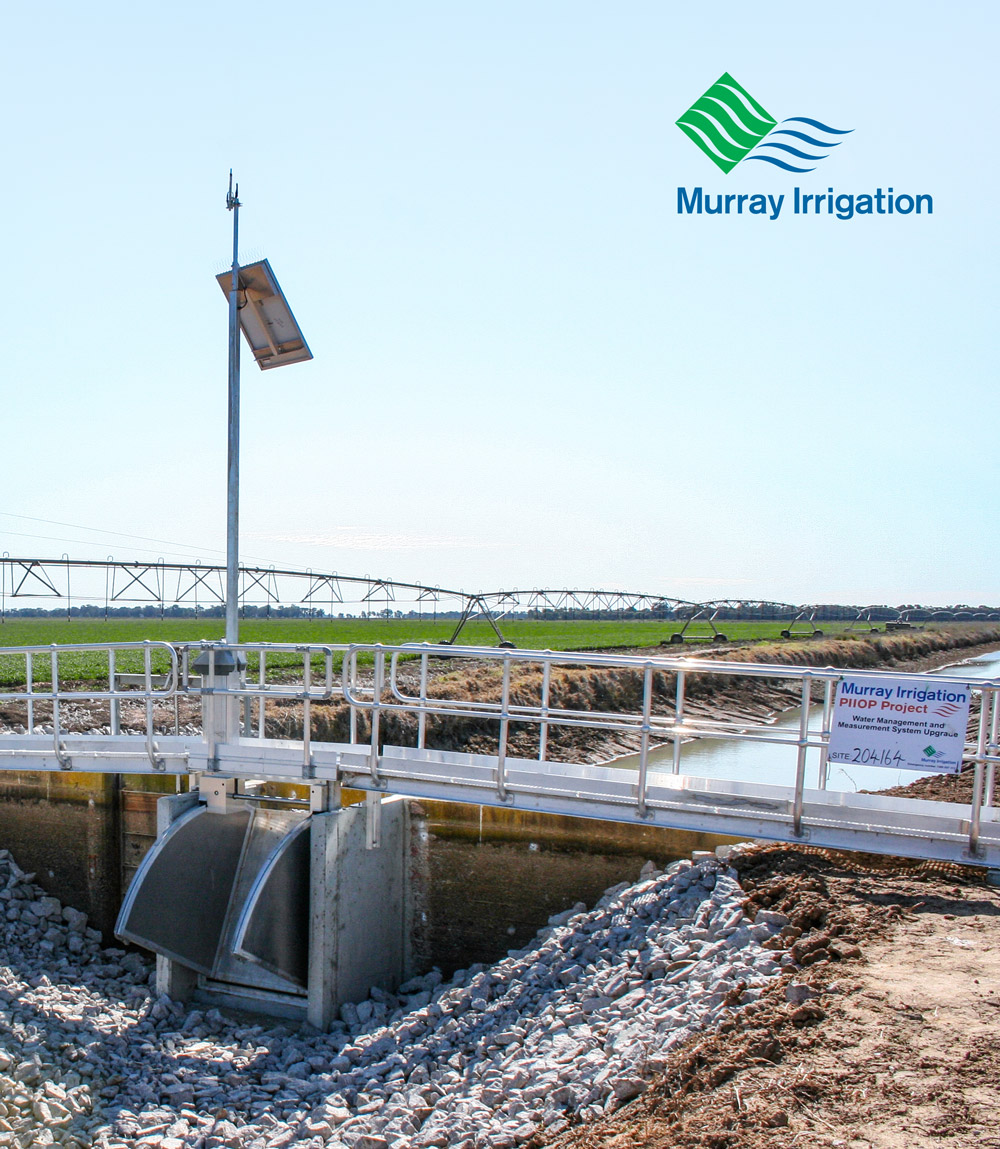 Murray Irrigation
Murray Irrigation
PIIOP Project
Water Management and
Measurement System Upgrade
SITE: 204164